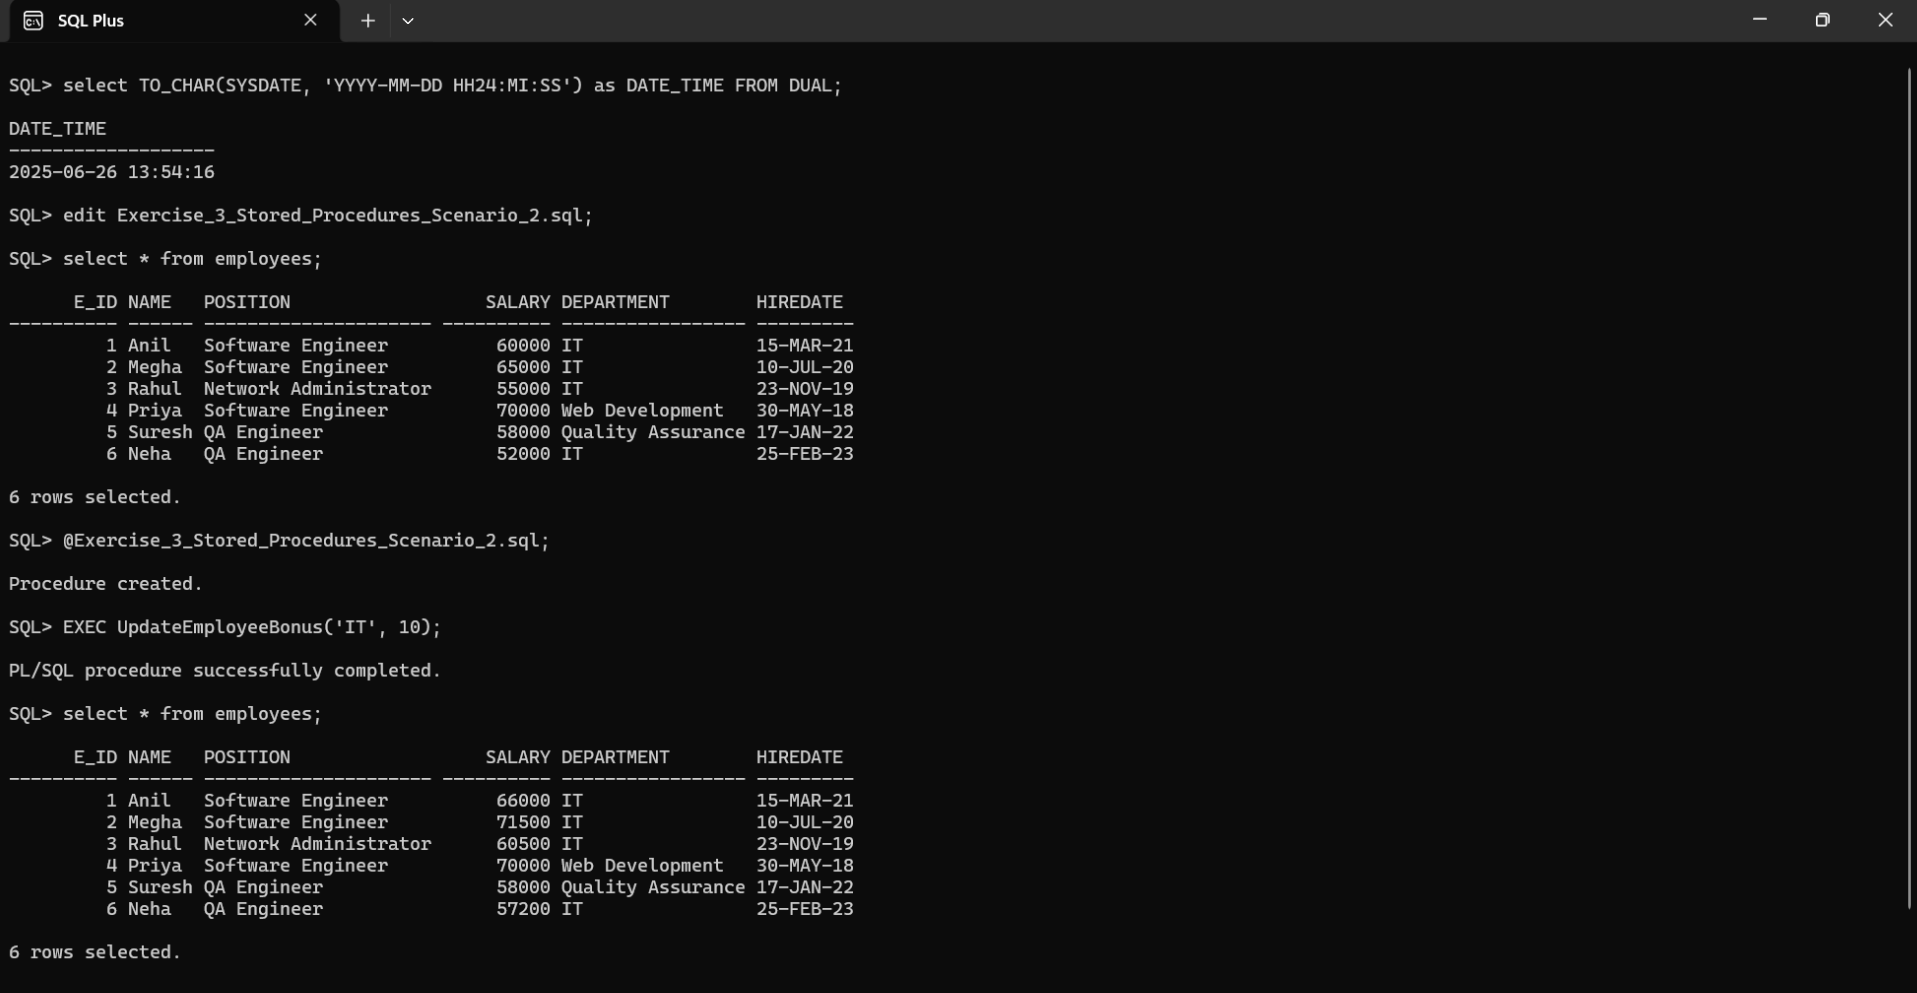 SQL Plus
SQL> select TO_CHAR(SYSDATE, 'YYYY-MM-DD HH24:MI:SS') as DATE_TIME FROM DUAL;
DATE_TIME
-------------------
2025-06-26 13:54:16
SQL> edit Exercise_3_Stored_Procedures_Scenario_2.sql;
SQL> select * from employees;
      E_ID NAME   POSITION                  SALARY DEPARTMENT        HIREDATE
---------- ------ --------------------- ---------- ----------------- ---------
         1 Anil   Software Engineer          60000 IT                15-MAR-21
         2 Megha  Software Engineer          65000 IT                10-JUL-20
         3 Rahul  Network Administrator      55000 IT                23-NOV-19
         4 Priya  Software Engineer          70000 Web Development   30-MAY-18
         5 Suresh QA Engineer                58000 Quality Assurance 17-JAN-22
         6 Neha   QA Engineer                52000 IT                25-FEB-23
6 rows selected.
SQL> @Exercise_3_Stored_Procedures_Scenario_2.sql;
Procedure created.
SQL> EXEC UpdateEmployeeBonus('IT', 10);
PL/SQL procedure successfully completed.
SQL> select * from employees;
      E_ID NAME   POSITION                  SALARY DEPARTMENT        HIREDATE
---------- ------ --------------------- ---------- ----------------- ---------
         1 Anil   Software Engineer          66000 IT                15-MAR-21
         2 Megha  Software Engineer          71500 IT                10-JUL-20
         3 Rahul  Network Administrator      60500 IT                23-NOV-19
         4 Priya  Software Engineer          70000 Web Development   30-MAY-18
         5 Suresh QA Engineer                58000 Quality Assurance 17-JAN-22
         6 Neha   QA Engineer                57200 IT                25-FEB-23
6 rows selected.